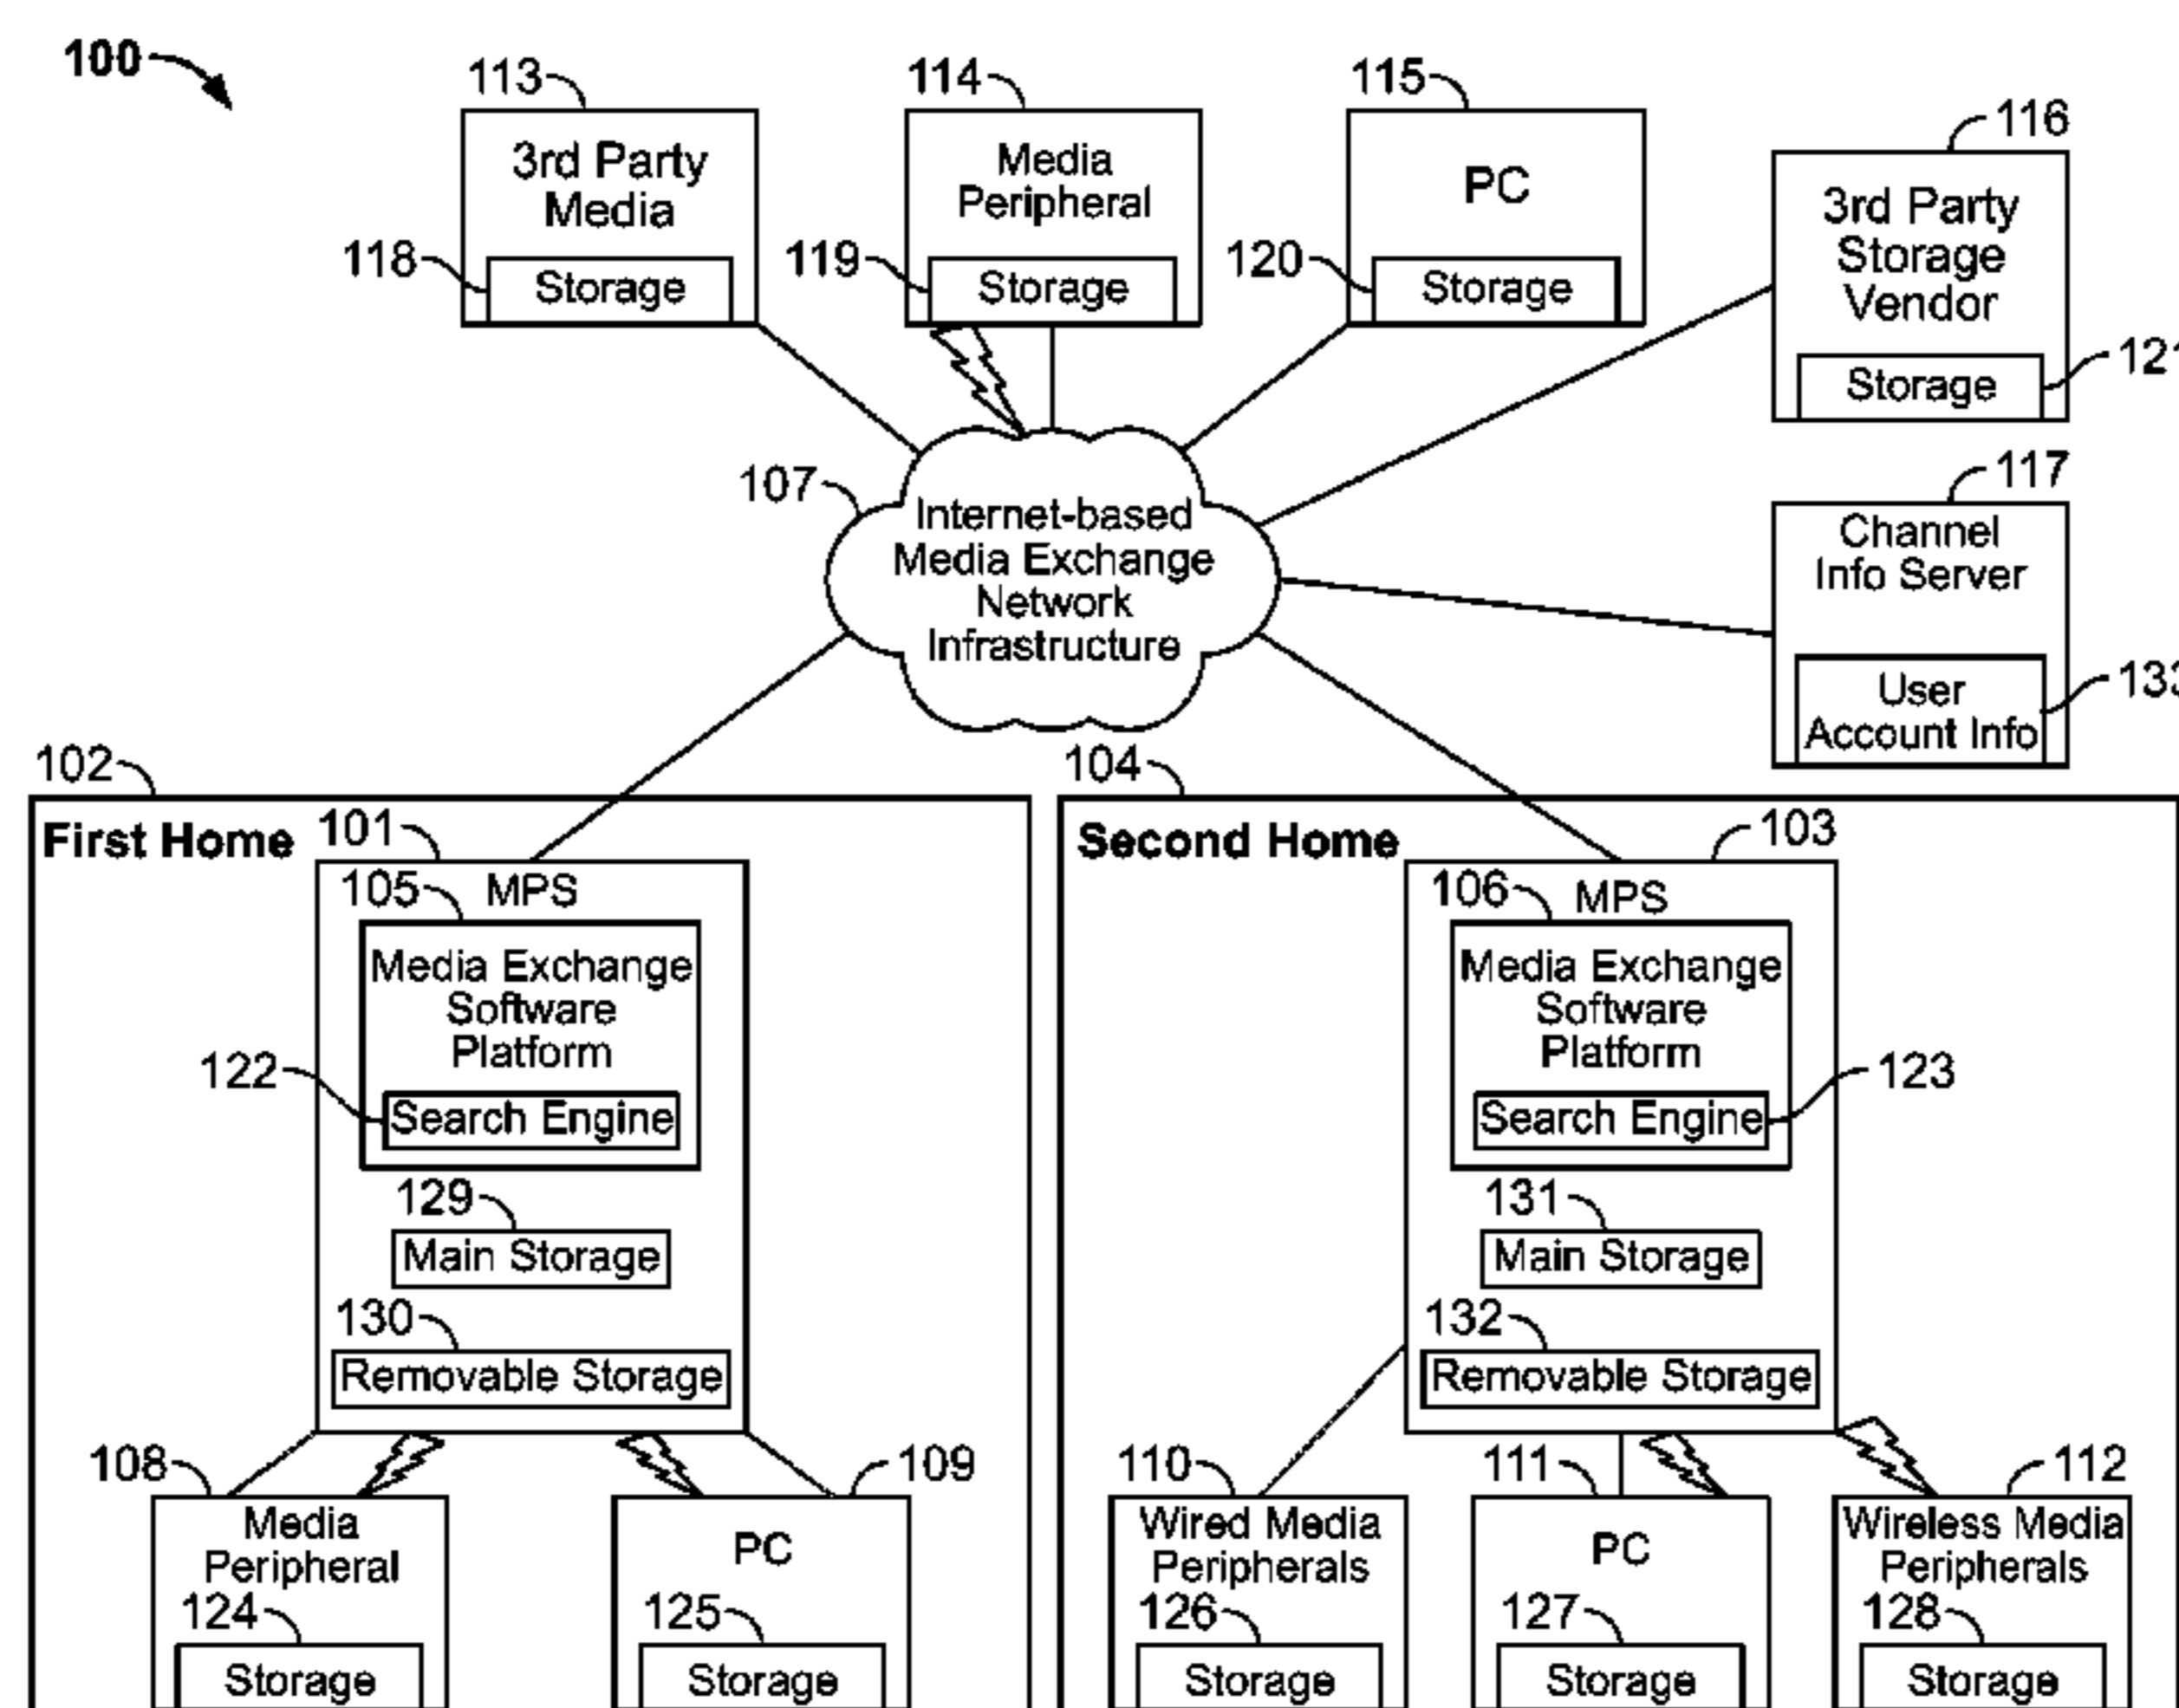 100
113
114
115
116
3rd Party
Media
118
Storage
Media
Peripheral
119
Storage
PC
120
Storage
3rd Party
Storage
Vendor
Storage
121
117
Channel
Info Server
User
Account Info
133
107
Internet-based
Media Exchange
Network
Infrastructure
102
First Home
101
MPS
105
Media Exchange
Software
Platform
122
Search Engine
129
Main Storage
130
Removable Storage
108
Media
Peripheral
124
Storage
109
PC
125
Storage
104
Second Home
103
MPS
106
Media Exchange
Software
Platform
123
Search Engine
131
Main Storage
132
Removable Storage
110
Wired Media
Peripherals
126
Storage
111
PC
127
Storage
112
Wireless Media
Peripherals
128
Storage